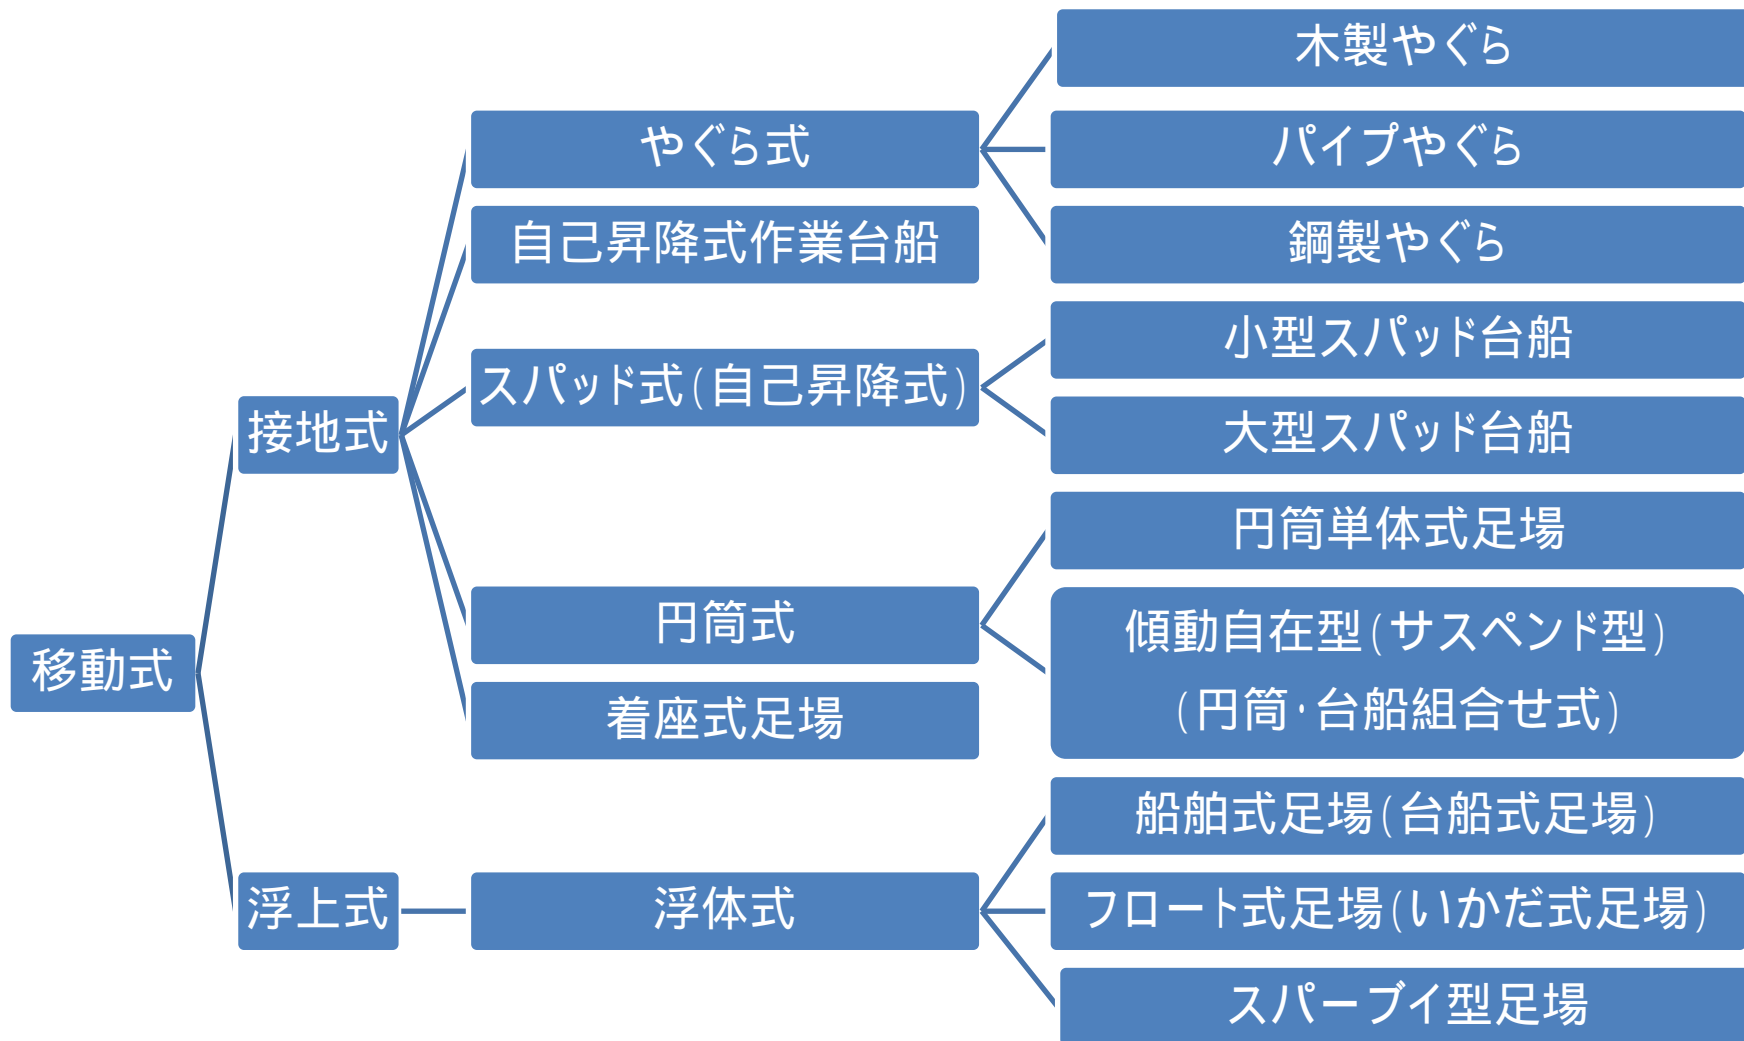 移動式
接地式
やぐら式
木製やぐら
パイプやぐら
鋼製やぐら
自己昇降式作業台船
スパッド式(自己昇降式)
小型スパッド台船
大型スパッド台船
円筒式
円筒単体式足場
傾動自在型(サスペンド型)
(円筒・台船組合せ式)
着座式足場
浮上式
浮体式
船舶式足場(台船式足場)
フロート式足場(いかだ式足場)
スパーブイ型足場